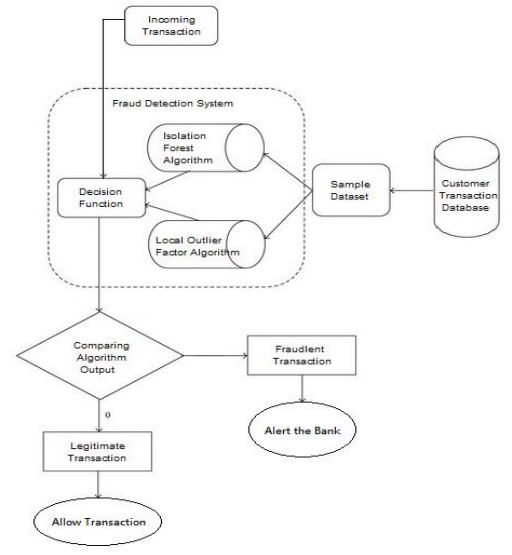 Incoming
Transaction
Fraud Detection System
Isolation
Forest
Algorithm
Decision
Function
Sample
Dataset
Customer
Transaction
Database
Local Outlier
Factor Algorithm
Comparing
Algorithm
Output
Fraudlent
Transaction
0
Alert the Bank
Legitimate
Transaction
Allow Transaction